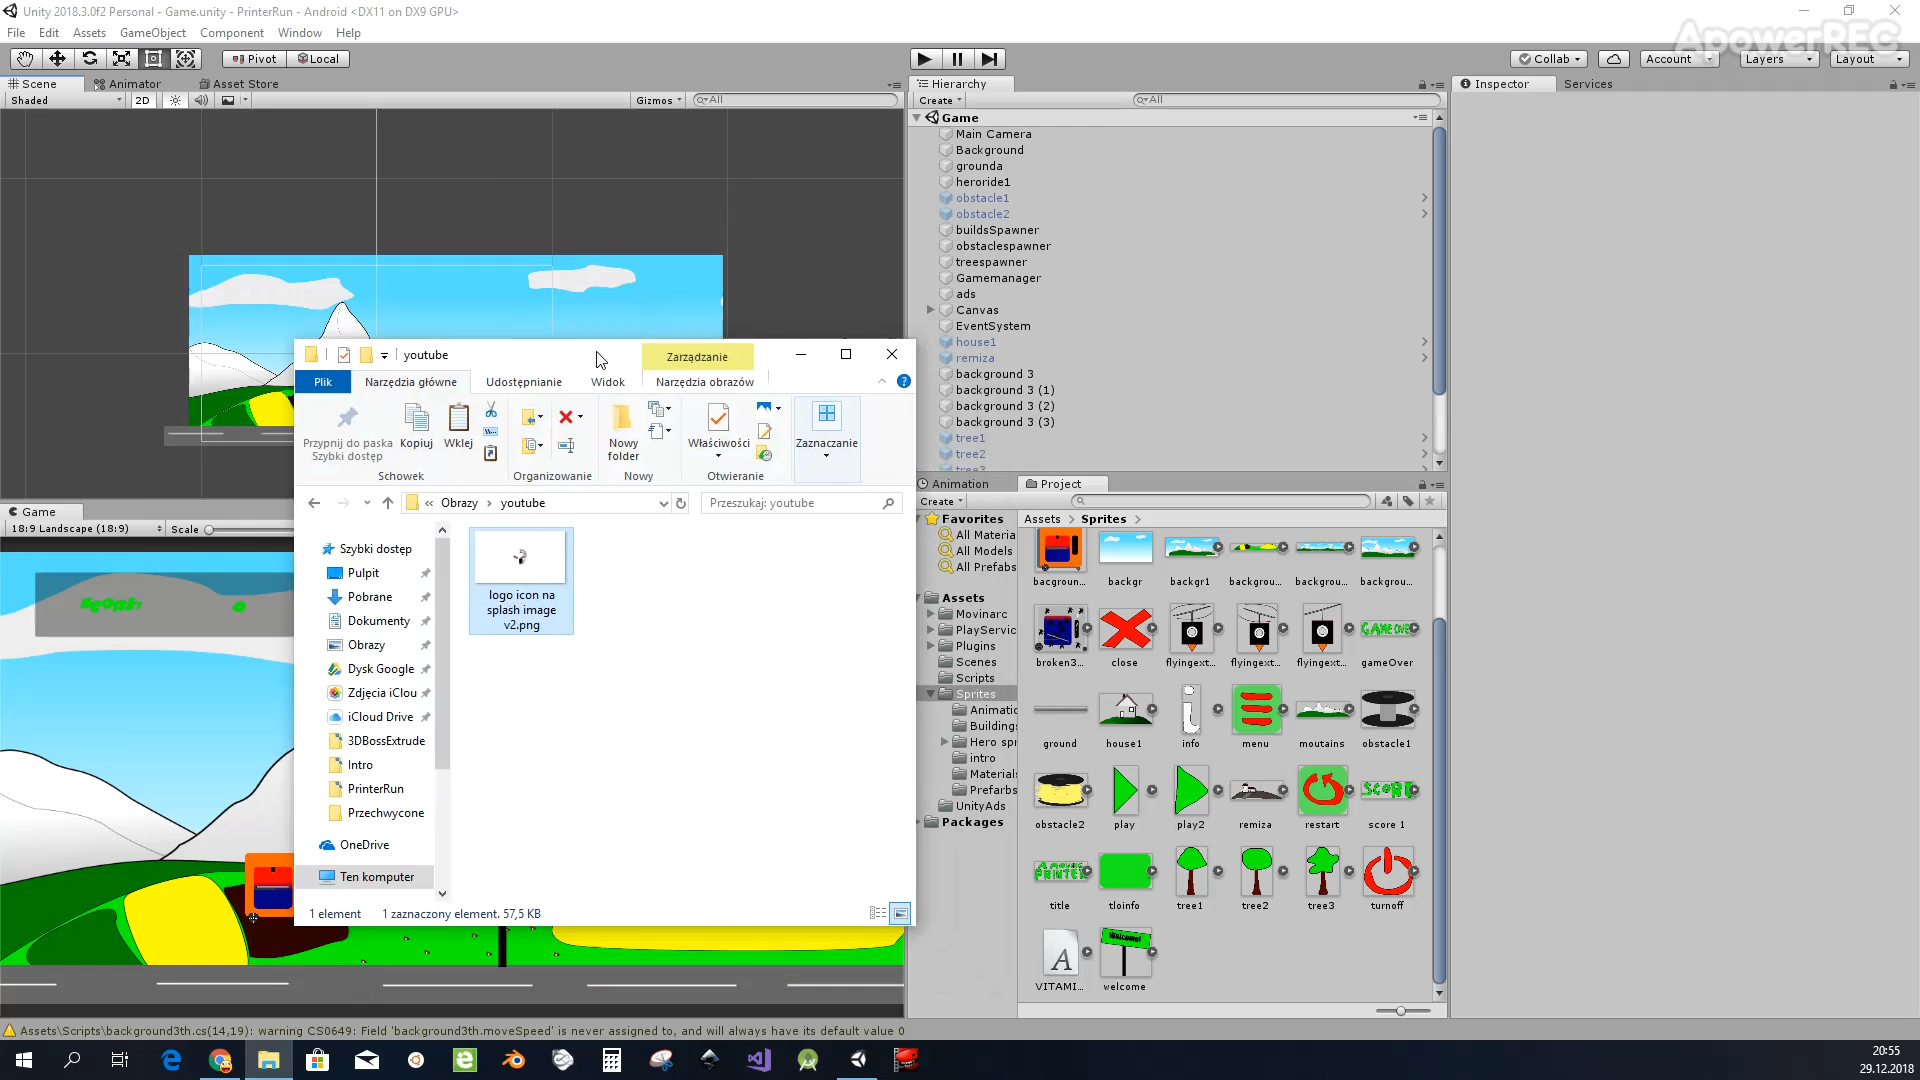 Unity 2018.3.0f2 Personal - Game.unity - PrinterRun - Android <DX11 on DX9 GPU>
ApowerREC
File Edit Assets GameObject Component Window Help
Pivot Local Collab Account Layers Layout
Scene Animator Asset Store
Shaded 2D Gizmos All
Hierarchy
Create All
Game
Main Camera
Background
grounda
heroride1
obstacle1
obstacle2
buildsSpawner
obstaclespawner
treespawner
Gamemanager
ads
Canvas
EventSystem
house1
remiza
background 3
background 3 (1)
background 3 (2)
background 3 (3)
tree1
tree2
tree3
Inspector Services
youtube Zarządzanie
Plik Narzędzia główne Udostępnianie Widok Narzędzia obrazów
Przypnij do paska
Szybki dostęp
Kopiuj
Wklej
Schowek
Organizowanie
Nowy
folder
Nowy
Właściwości
Otwieranie
Zaznaczanie
« Obrazy › youtube
Przeszukaj: youtube
Szybki dostęp
Pulpit
Pobrane
Dokumenty
Obrazy
Dysk Google
Zdjęcia iClou
iCloud Drive
3DBossExtrude
Intro
PrinterRun
Przechwycone
OneDrive
Ten komputer
logo icon na
splash image
v2.png
1 element 1 zaznaczony element. 57,5 KB
Game
18:9 Landscape (18:9) Scale
SCORE 0
Animation Project
Create
Favorites
All Materia
All Models
All Prefabs
Assets
Movinarc
PlayServic
Plugins
Scenes
Scripts
Sprites
Animatic
Buildings
Hero spr
intro
Materials
Prefarbs
UnityAds
Packages
Assets Sprites
bacgroun... backgr backgr1 backgrou... backgrou... backgrou...
GAMEOVER
broken3... close flyingext... flyingext... flyingext... gameOver
ground house1 info menu moutains obstacle1
SCORE
obstacle2 play play2 remiza restart score 1
title tloinfo tree1 tree2 tree3 turnoff
A
Welcome!
VITAMI... welcome
Assets\Scripts\background3th.cs(14,19): warning CS0649: Field 'background3th.moveSpeed' is never assigned to, and will always have its default value 0
20:55
29.12.2018